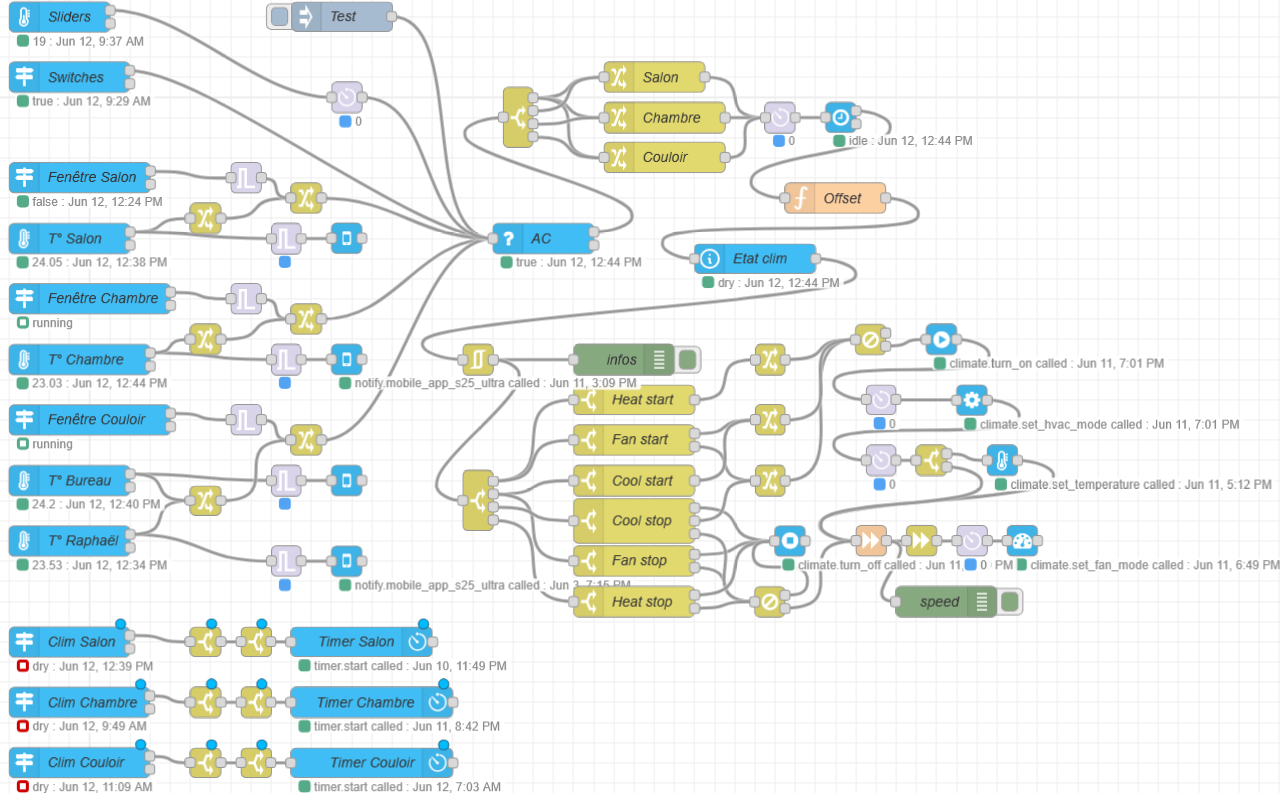 Sliders
19 : Jun 12, 9:37 AM
Test
Switches
true : Jun 12, 9:29 AM
0
Salon
Chambre
Couloir
0
idle : Jun 12, 12:44 PM
Offset
Fenêtre Salon
false : Jun 12, 12:24 PM
T° Salon
24.05 : Jun 12, 12:38 PM
? AC
true : Jun 12, 12:44 PM
Etat clim
dry : Jun 12, 12:44 PM
Fenêtre Chambre
running
T° Chambre
23.03 : Jun 12, 12:44 PM
notify.mobile_app_s25_ultra called : Jun 11, 3:09 PM
infos
Heat start
Fan start
Cool start
Cool stop
Fan stop
Heat stop
climate.turn_on called : Jun 11, 7:01 PM
0
climate.set_hvac_mode called : Jun 11, 7:01 PM
0
climate.set_temperature called : Jun 11, 5:12 PM
climate.turn_off called : Jun 11,
0
PM
climate.set_fan_mode called : Jun 11, 6:49 PM
speed
Fenêtre Couloir
running
T° Bureau
24.2 : Jun 12, 12:40 PM
T° Raphaël
23.53 : Jun 12, 12:34 PM
notify.mobile_app_s25_ultra called : Jun 3, 7:15 PM
Clim Salon
dry : Jun 12, 12:39 PM
Timer Salon
timer.start called : Jun 10, 11:49 PM
Clim Chambre
dry : Jun 12, 9:49 AM
Timer Chambre
timer.start called : Jun 11, 8:42 PM
Clim Couloir
dry : Jun 12, 11:09 AM
Timer Couloir
timer.start called : Jun 12, 7:03 AM